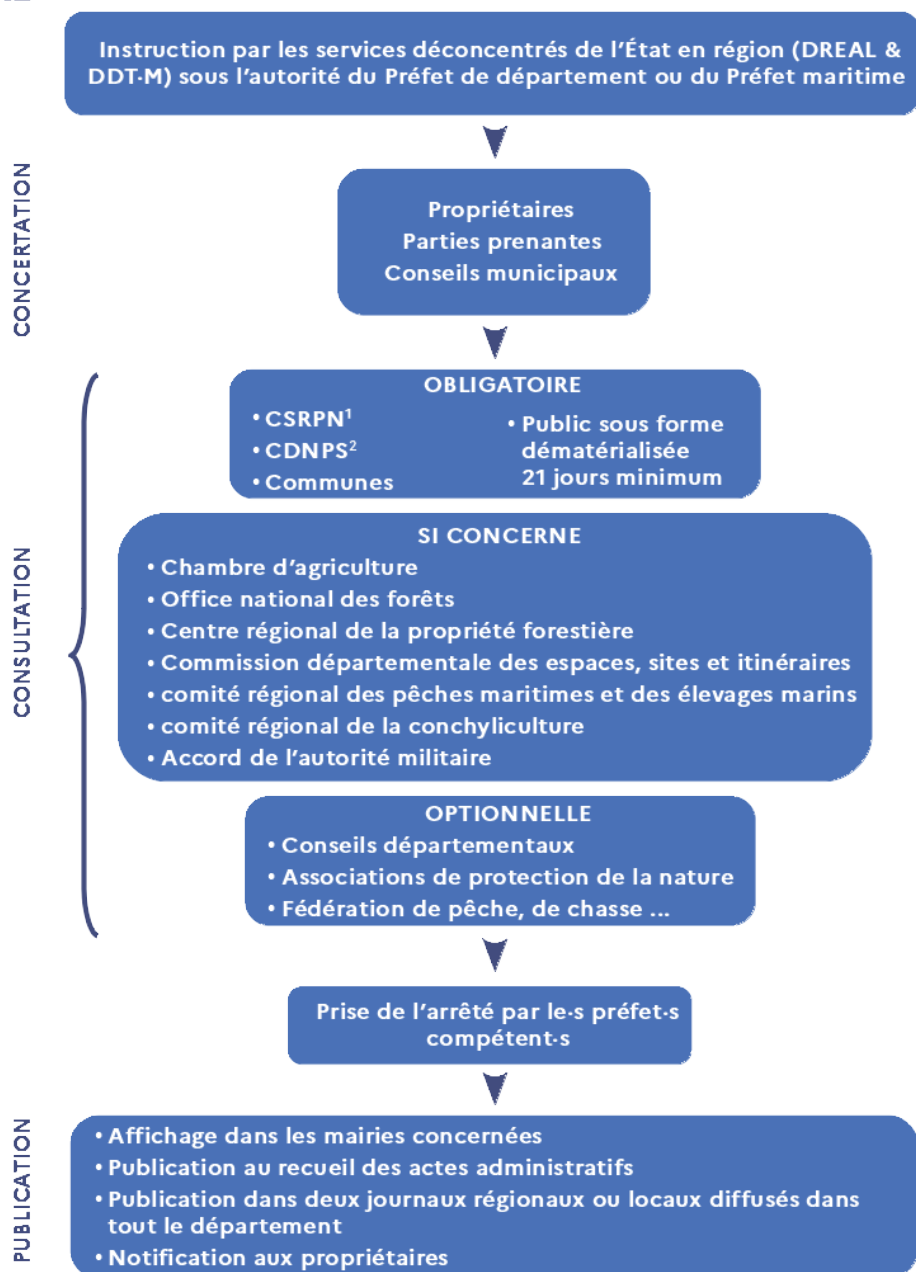 Instruction par les services déconcentrés de l'État en région (DREAL &
DDT·M) sous l'autorité du Préfet de département ou du Préfet maritime
CONCERTATION
Propriétaires
Parties prenantes
Conseils municipaux
CONSULTATION
OBLIGATOIRE
• CSRPN¹
• CDNPS²
• Communes
• Public sous forme
dématérialisée
21 jours minimum
SI CONCERNE
• Chambre d'agriculture
• Office national des forêts
• Centre régional de la propriété forestière
• Commission départementale des espaces, sites et itinéraires
• comité régional des pêches maritimes et des élevages marins
• comité régional de la conchyliculture
• Accord de l'autorité militaire
OPTIONNELLE
• Conseils départementaux
• Associations de protection de la nature
• Fédération de pêche, de chasse ...
Prise de l'arrêté par le·s préfet·s
compétent·s
PUBLICATION
• Affichage dans les mairies concernées
• Publication au recueil des actes administratifs
• Publication dans deux journaux régionaux ou locaux diffusés dans
tout le département
• Notification aux propriétaires